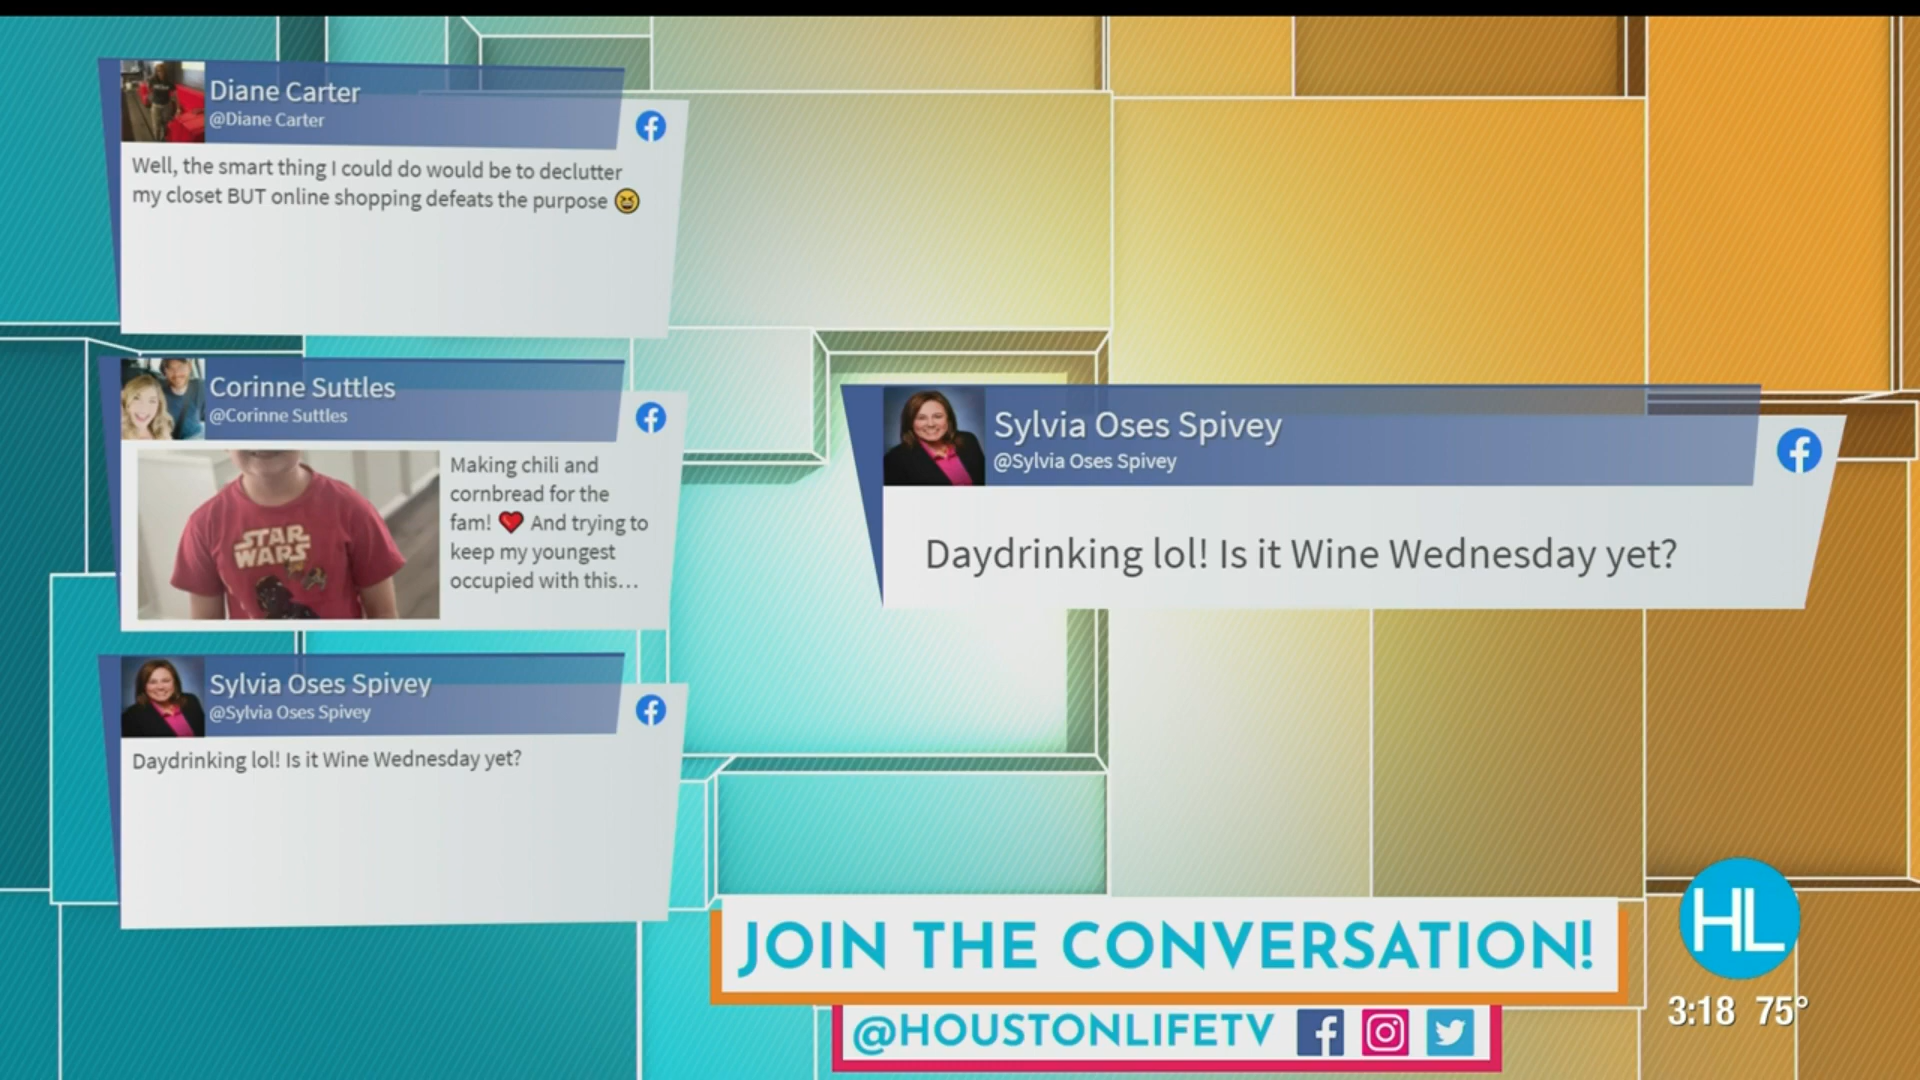 Diane Carter
@Diane Carter
Well, the smart thing I could do would be to declutter
my closet BUT online shopping defeats the purpose 😆
Corinne Suttles
@Corinne Suttles
STAR
WARS
Making chili and
cornbread for the
fam! ❤️ And trying to
keep my youngest
occupied with this...
Sylvia Oses Spivey
@Sylvia Oses Spivey
Daydrinking lol! Is it Wine Wednesday yet?
Sylvia Oses Spivey
@Sylvia Oses Spivey
Daydrinking lol! Is it Wine Wednesday yet?
JOIN THE CONVERSATION!
@HOUSTONLIFETV
HL
3:18 75°